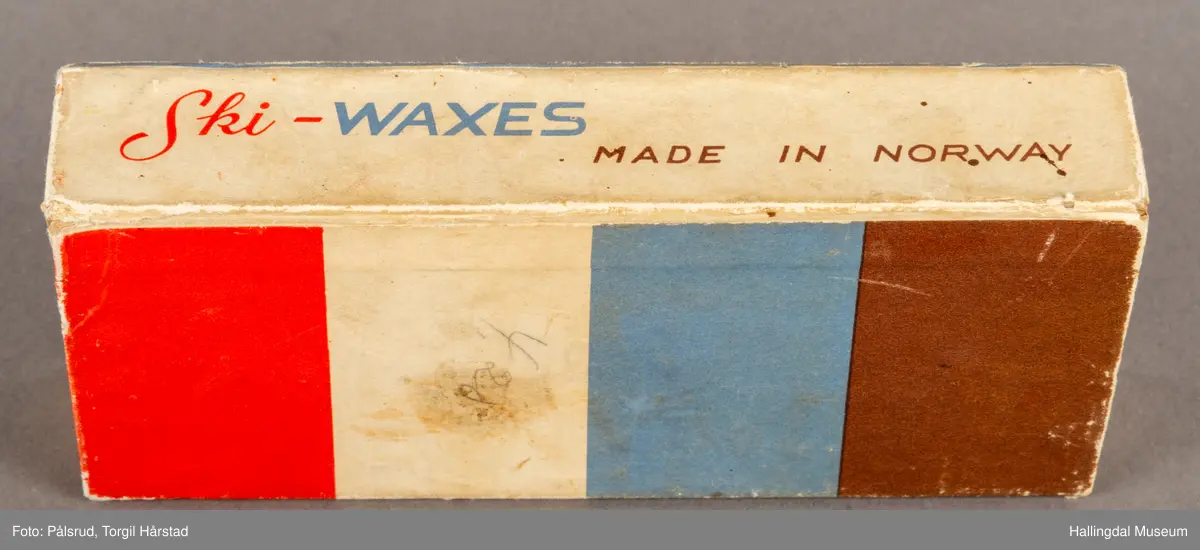 Ski - WAXES
MADE IN NORWAY
Foto: Pålsrud, Torgil Hårstad
Hallingdal Museum